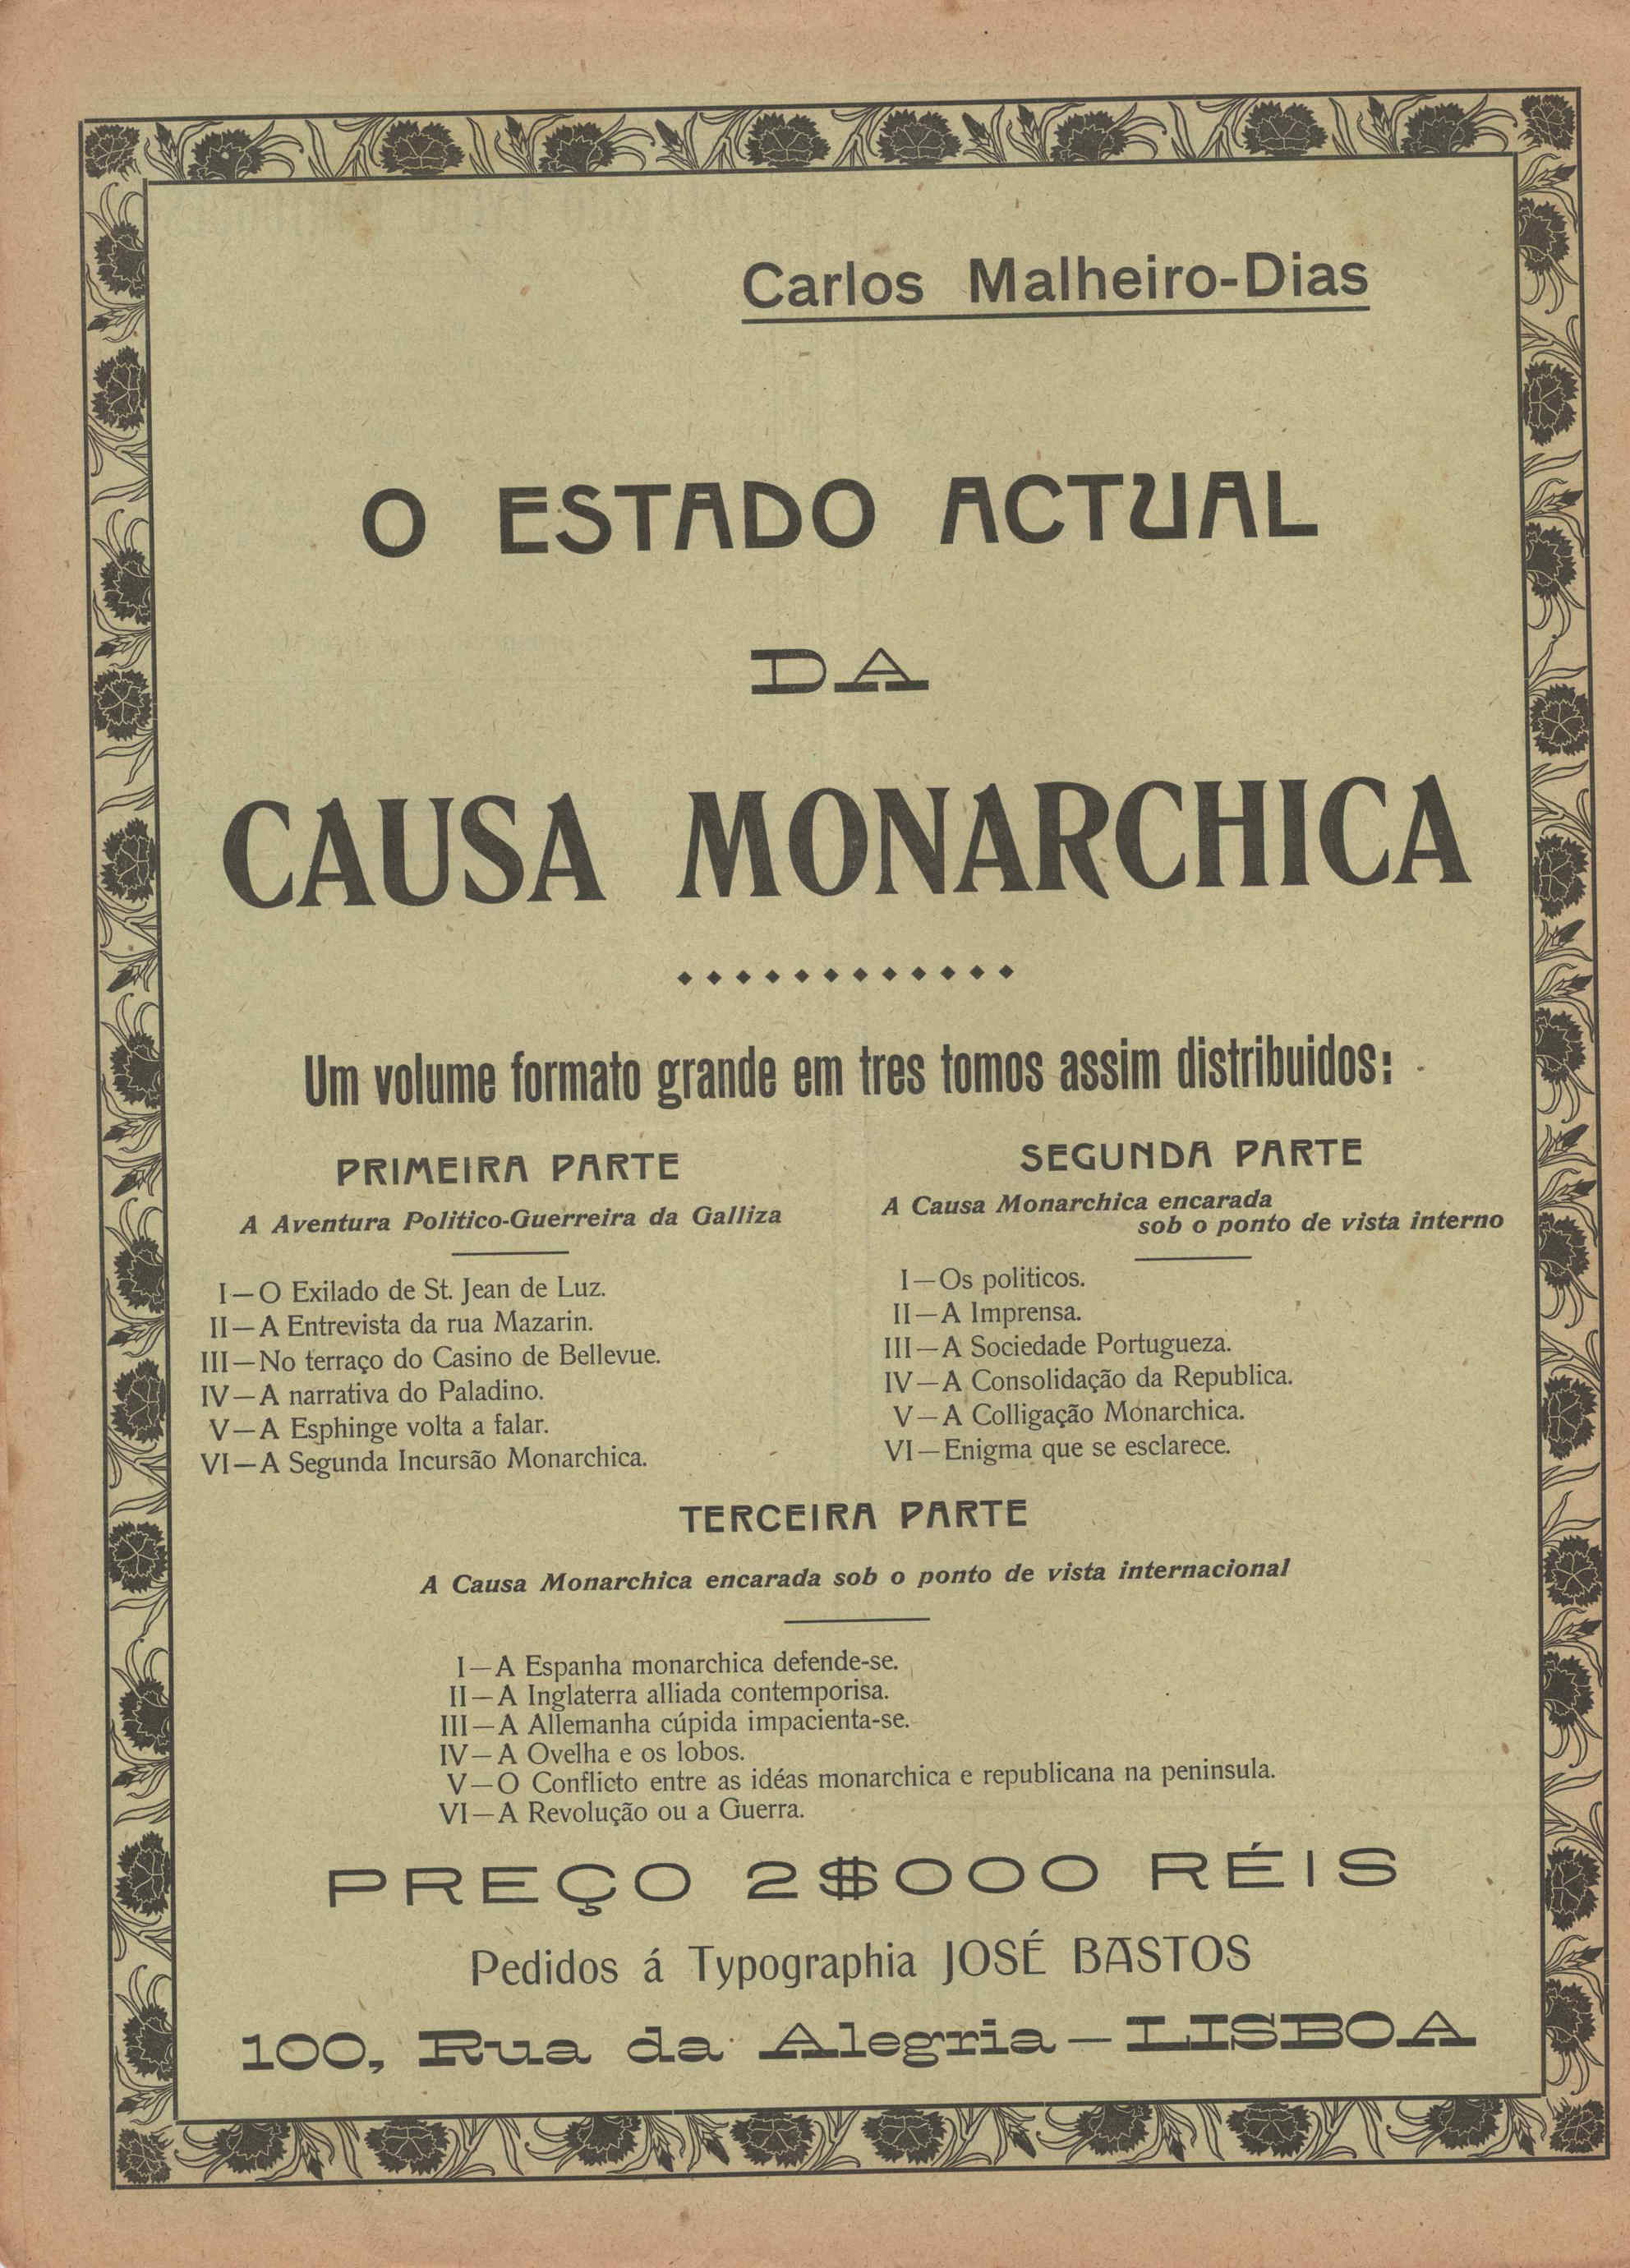 Carlos Malheiro-Dias
O ESTADO ACTUAL
DA
CAUSA MONARCHICA
Um volume formato grande em tres tomos assim distribuidos:
PRIMEIRA PARTE
A Aventura Politico-Guerreira da Galliza
I—O Exilado de St. Jean de Luz.
II—A Entrevista da rua Mazarin.
III—No terraço do Casino de Bellevue.
IV—A narrativa do Paladino.
V—A Esphinge volta a falar.
VI—A Segunda Incursão Monarchica.
SEGUNDA PARTE
A Causa Monarchica encarada
sob o ponto de vista interno
I—Os politicos.
II—A Imprensa.
III—A Sociedade Portugueza.
IV—A Consolidação da Republica.
V—A Colligação Monarchica.
VI—Enigma que se esclarece.
TERCEIRA PARTE
A Causa Monarchica encarada sob o ponto de vista internacional
I—A Espanha monarchica defende-se.
II—A Inglaterra alliada contemporisa.
III—A Allemanha cúpida impacienta-se.
IV—A Ovelha e os lobos.
V—O Conflicto entre as idéas monarchica e republicana na peninsula.
VI—A Revolução ou a Guerra.
PREÇO 2$000 RÉIS
Pedidos á Typographia JOSÉ BASTOS
100, Rua da Alegria—LISBOA